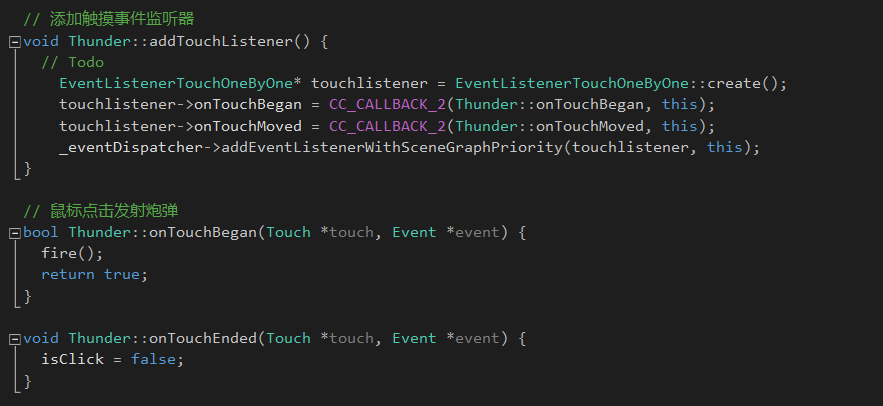 // 添加触摸事件监听器
void Thunder::addTouchListener() {
// Todo
EventListenerTouchOneByOne* touchlistener = EventListenerTouchOneByOne::create();
touchlistener->onTouchBegan = CC_CALLBACK_2(Thunder::onTouchBegan, this);
touchlistener->onTouchMoved = CC_CALLBACK_2(Thunder::onTouchMoved, this);
_eventDispatcher->addEventListenerWithSceneGraphPriority(touchlistener, this);
}
// 鼠标点击发射炮弹
bool Thunder::onTouchBegan(Touch *touch, Event *event) {
fire();
return true;
}
void Thunder::onTouchEnded(Touch *touch, Event *event) {
isClick = false;
}